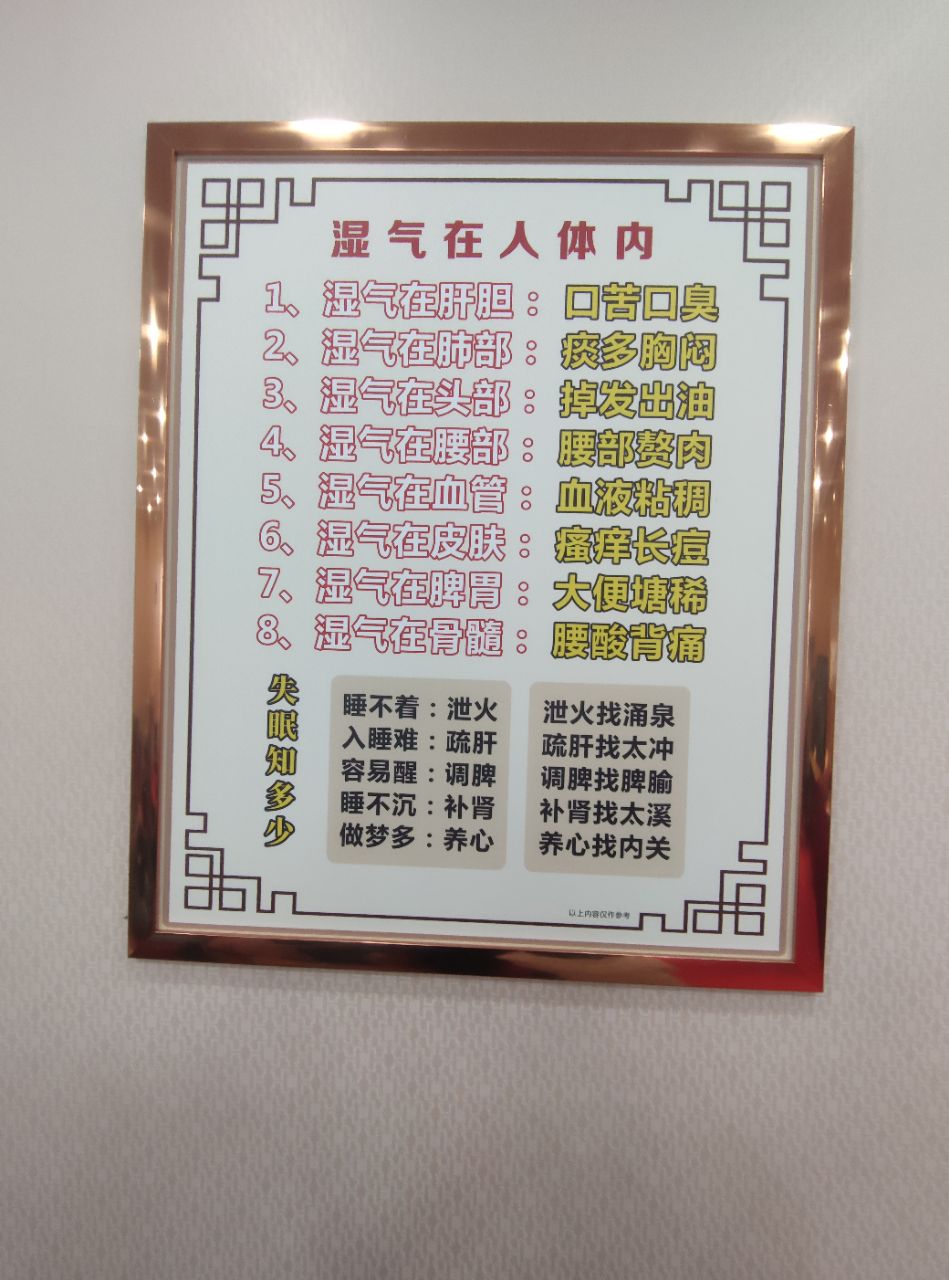 湿气在人体内
1、湿气在肝胆：口苦口臭
2、湿气在肺部：痰多胸闷
3、湿气在头部：掉发出油
4、湿气在腰部：腰部赘肉
5、湿气在血管：血液粘稠
6、湿气在皮肤：瘙痒长痘
7、湿气在脾胃：大便塘稀
8、湿气在骨髓：腰酸背痛
失眠知多少
睡不着：泄火
入睡难：疏肝
容易醒：调脾
睡不沉：补肾
做梦多：养心
泄火找涌泉
疏肝找太冲
调脾找脾腧
补肾找太溪
养心找内关
以上内容仅作参考